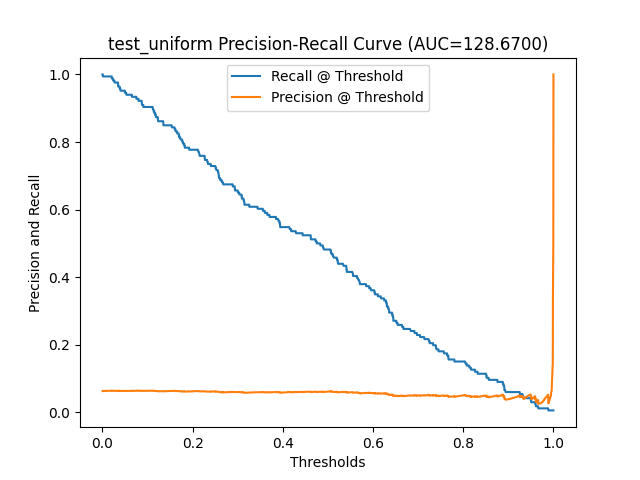 test_uniform Precision-Recall Curve (AUC=128.6700)
Recall @ Threshold
Precision @ Threshold
Precision and Recall
1.0
0.8
0.6
0.4
0.2
0.0
0.0 0.2 0.4 0.6 0.8 1.0
Thresholds